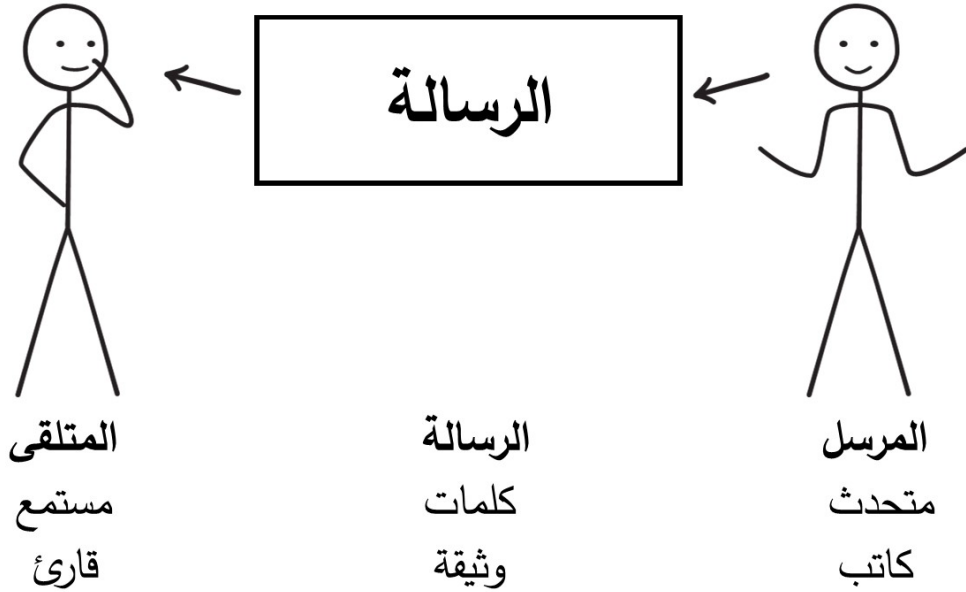 الرسالة
المرسل
الرسالة
المتلقى
متحدث
كلمات
مستمع
كاتب
وثيقة
قارئ